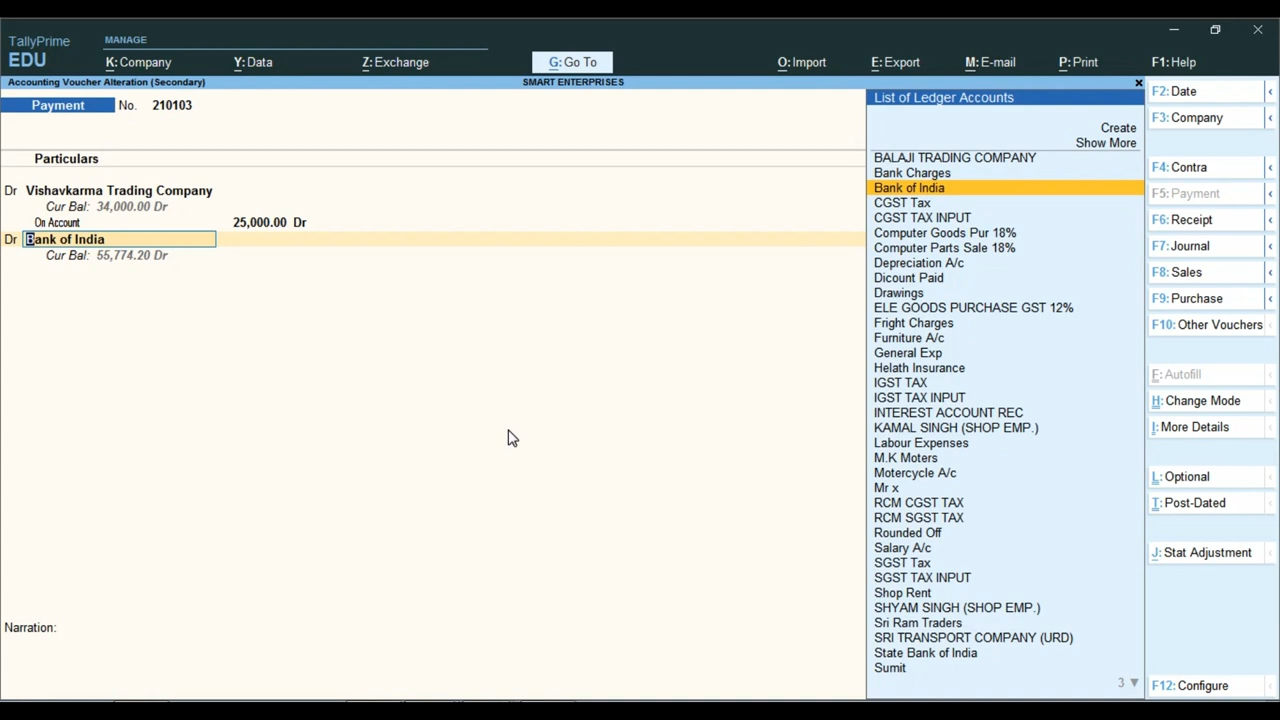 TallyPrime
EDU
MANAGE
K: Company
Y: Data
Z: Exchange
G: Go To
O: Import
E: Export
M: E-mail
P: Print
F1: Help
Accounting Voucher Alteration (Secondary)
SMART ENTERPRISES
Payment No. 210103
Particulars
Dr Vishavkarma Trading Company
Cur Bal: 34,000.00 Dr
On Account 25,000.00 Dr
Dr Bank of India
Cur Bal: 55,774.20 Dr
Narration:
List of Ledger Accounts
Create
Show More
BALAJI TRADING COMPANY
Bank Charges
Bank of India
CGST Tax
CGST TAX INPUT
Computer Goods Pur 18%
Computer Parts Sale 18%
Depreciation A/c
Dicount Paid
Drawings
ELE GOODS PURCHASE GST 12%
Fright Charges
Furniture A/c
General Exp
Helath Insurance
IGST TAX
IGST TAX INPUT
INTEREST ACCOUNT REC
KAMAL SINGH (SHOP EMP.)
Labour Expenses
M.K Moters
Motercycle A/c
Mr x
RCM CGST TAX
RCM SGST TAX
Rounded Off
Salary A/c
SGST Tax
SGST TAX INPUT
Shop Rent
SHYAM SINGH (SHOP EMP.)
Sri Ram Traders
SRI TRANSPORT COMPANY (URD)
State Bank of India
Sumit
3 ▼
F2: Date
F3: Company
F4: Contra
F5: Payment
F6: Receipt
F7: Journal
F8: Sales
F9: Purchase
F10: Other Vouchers
F: Autofill
H: Change Mode
I: More Details
L: Optional
T: Post-Dated
J: Stat Adjustment
F12: Configure